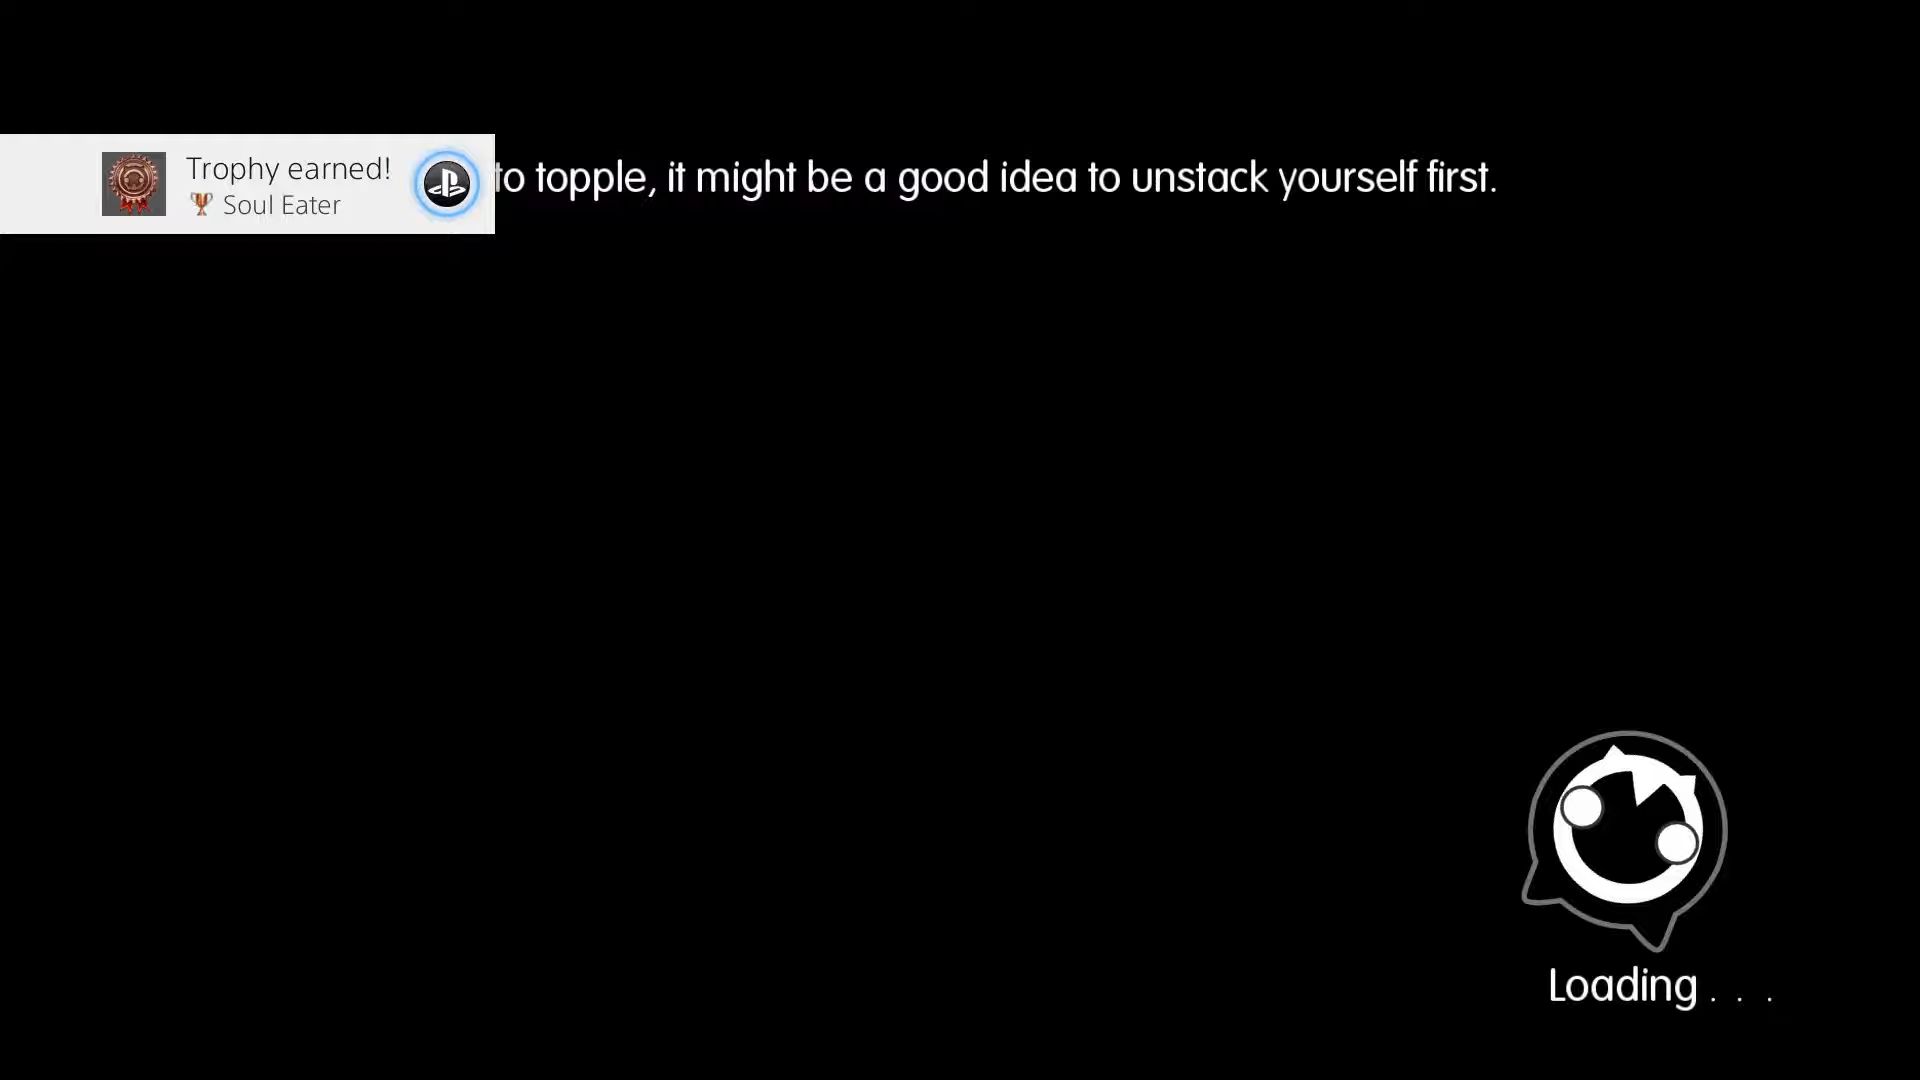 Trophy earned!
Soul Eater
to topple, it might be a good idea to unstack yourself first.
Loading . . .